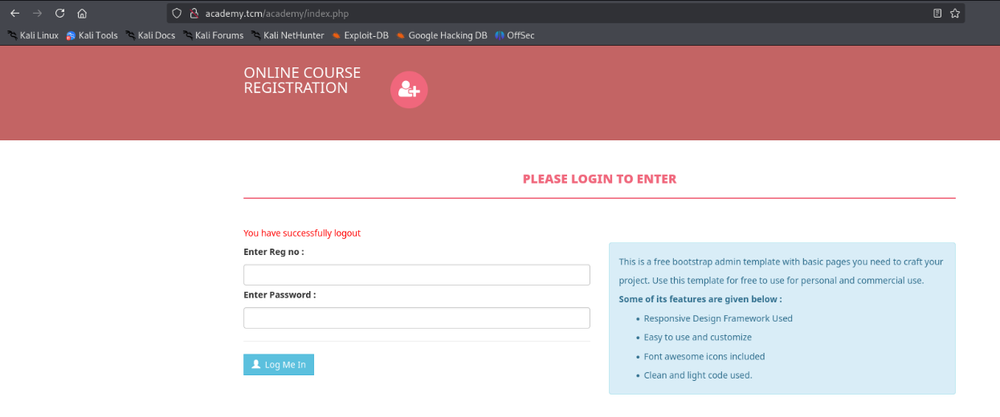 academy.tcm/academy/index.php
Kali Linux Kali Tools Kali Docs Kali Forums Kali NetHunter Exploit-DB Google Hacking DB OffSec
ONLINE COURSE
REGISTRATION
PLEASE LOGIN TO ENTER
You have successfully logout
Enter Reg no :
Enter Password :
Log Me In
This is a free bootstrap admin template with basic pages you need to craft your
project. Use this template for free to use for personal and commercial use.
Some of its features are given below :
• Responsive Design Framework Used
• Easy to use and customize
• Font awesome icons included
• Clean and light code used.